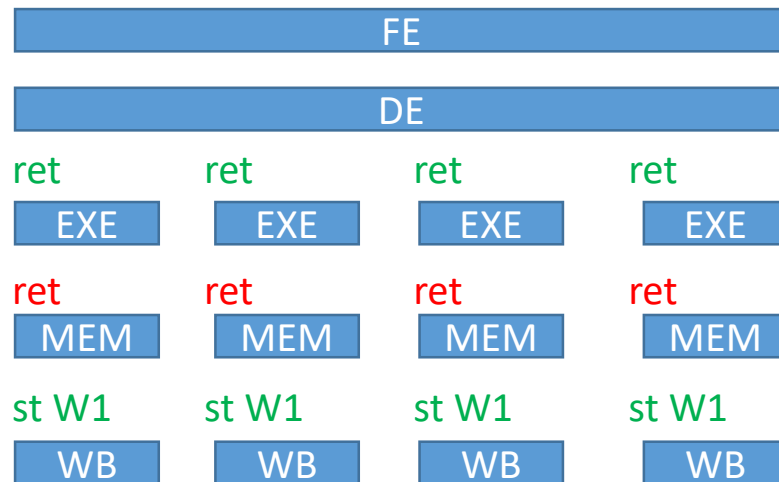 FE
DE
ret ret ret ret
EXE EXE EXE EXE
ret ret ret ret
MEM MEM MEM MEM
st W1 st W1 st W1 st W1
WB WB WB WB